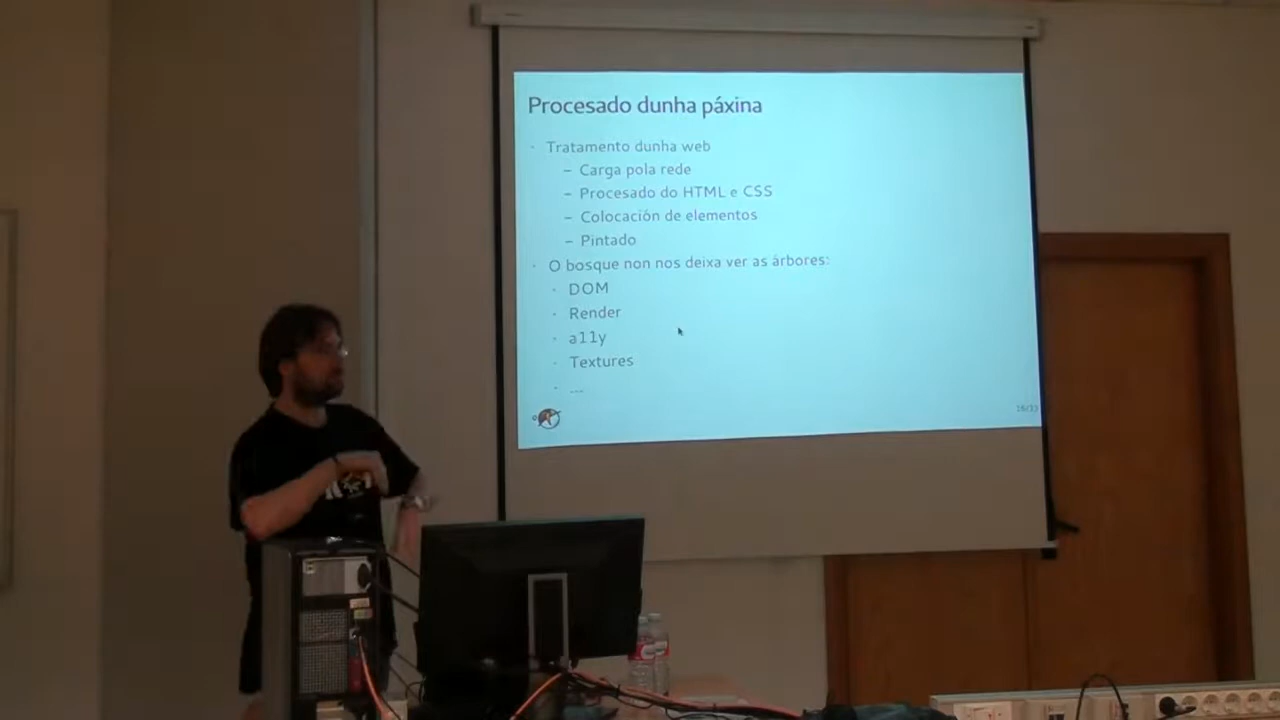 Procesado dunha páxina
· Tratamento dunha web
– Carga pola rede
– Procesado do HTML e CSS
– Colocación de elementos
– Pintado
· O bosque non nos deixa ver as árbores:
· DOM
· Render
· a11y
· Textures
· ...